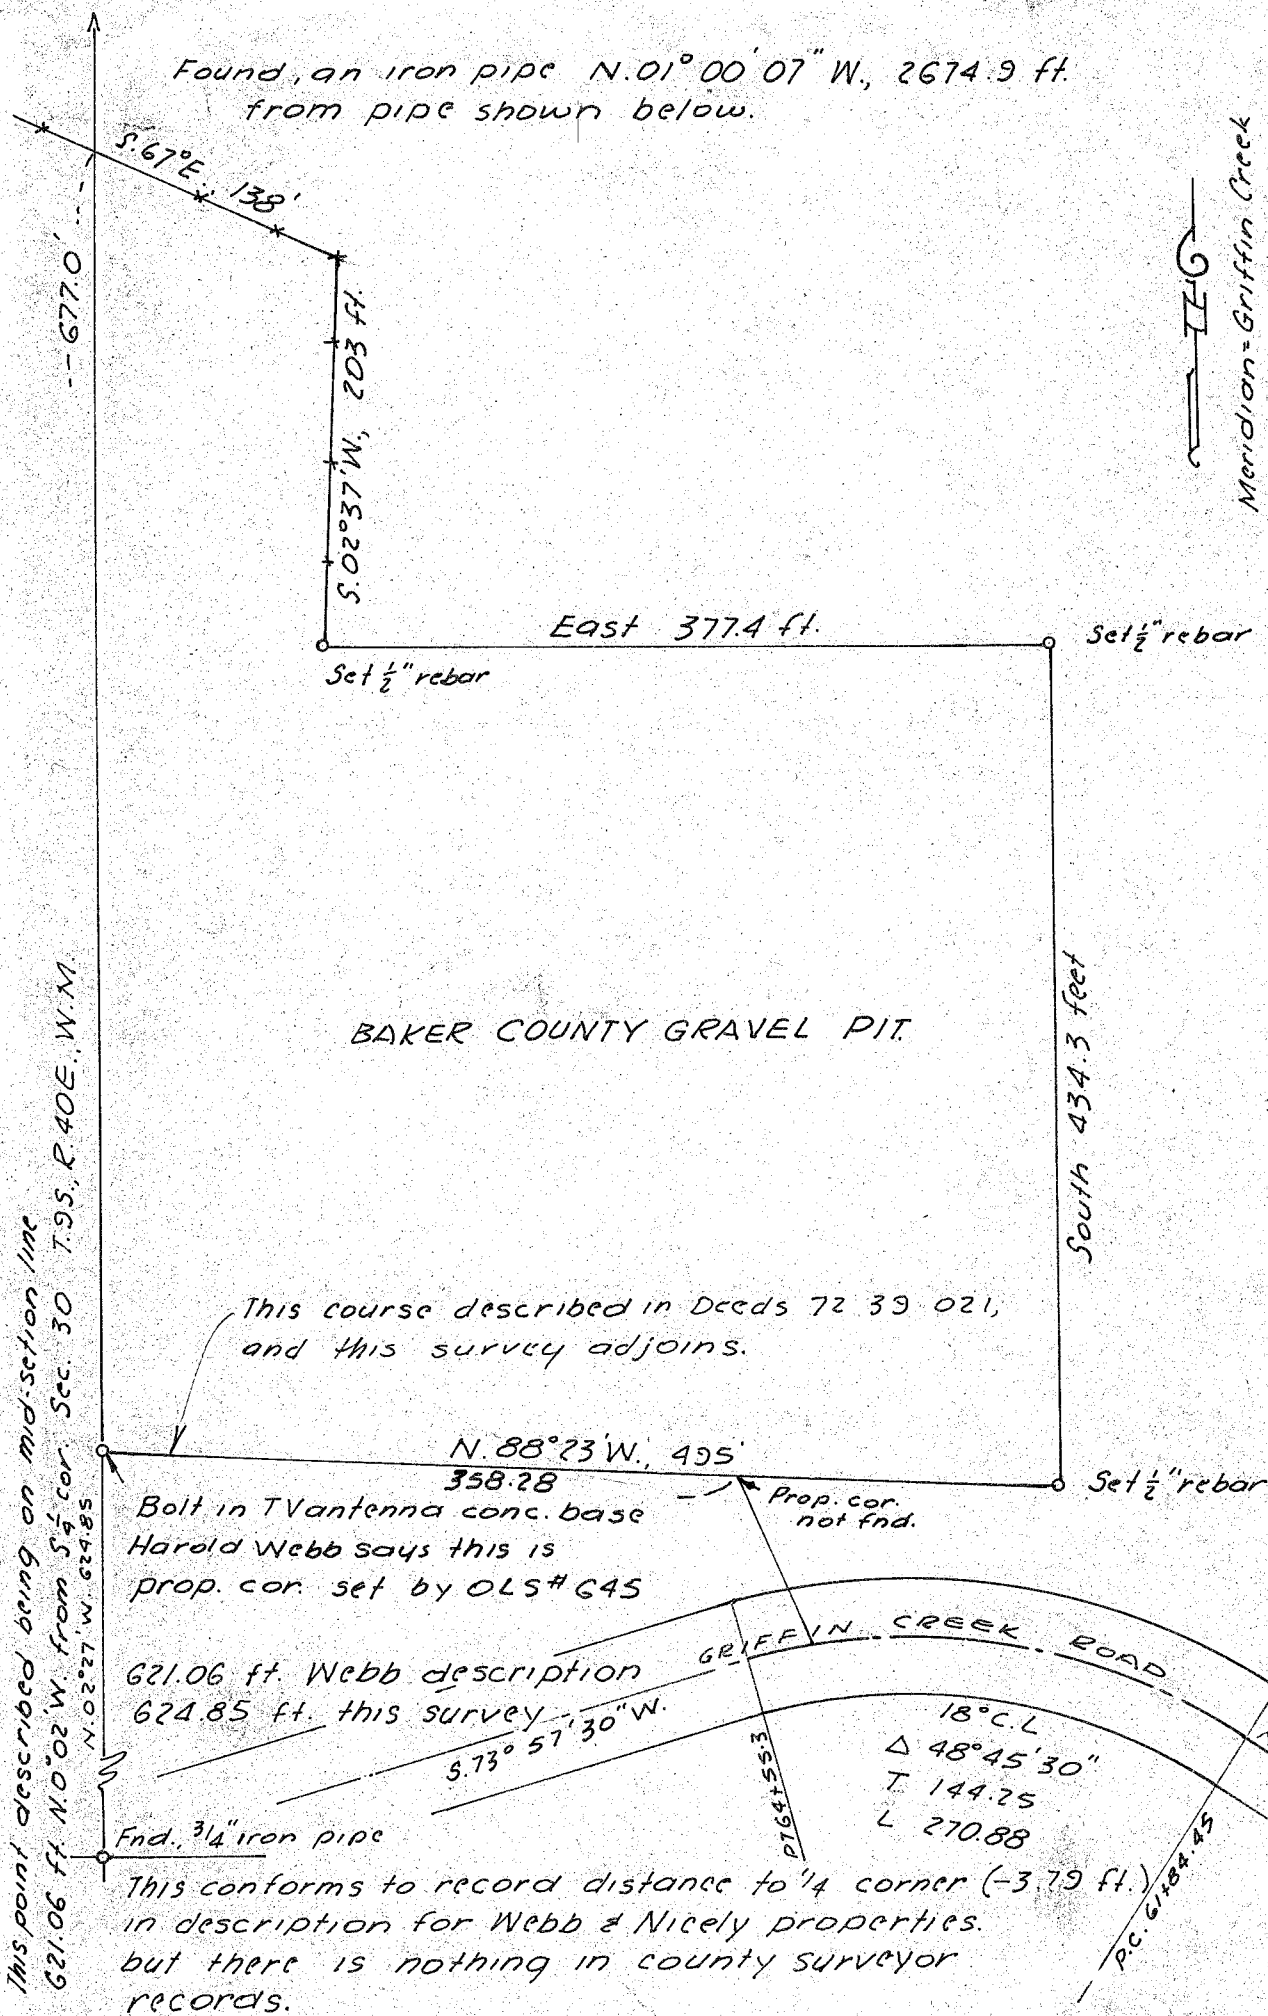 Found, an iron pipe N.01°00'07"W., 2674.9 ft.
from pipe shown below.
S.67°E., 138'
677.0'
S.02°37'W., 203 ft.
Meridian=Griffin Creek
East 377.4 ft.
Set ½" rebar
Set ½" rebar
BAKER COUNTY GRAVEL PIT.
South 434.3 feet
This course described in Deeds 72 39 021,
and this survey adjoins.
N.88°23'W., 495'
358.28
Set ½" rebar
Prop. cor.
not fnd.
Bolt in TV antenna conc. base
Harold Webb says this is
prop. cor. set by OLS# 645
This point described being on mid-setion line
621.06 ft. N.0°02'W. from S¼ cor. Sec. 30 T.9S., R.40E., W.M.
N.02°27'W. 624.85
GRIFFIN CREEK ROAD
621.06 ft. Webb description
624.85 ft. this survey
S.73° 57'30"W.
18° C.L
Δ 48°45'30"
T 144.25
L 270.88
64+55.3
P.C. 61+84.45
Fnd., 3/4" iron pipe
This conforms to record distance to ¼ corner (-3.79 ft.)
in description for Webb & Nicely properties.
but there is nothing in county surveyor
records.